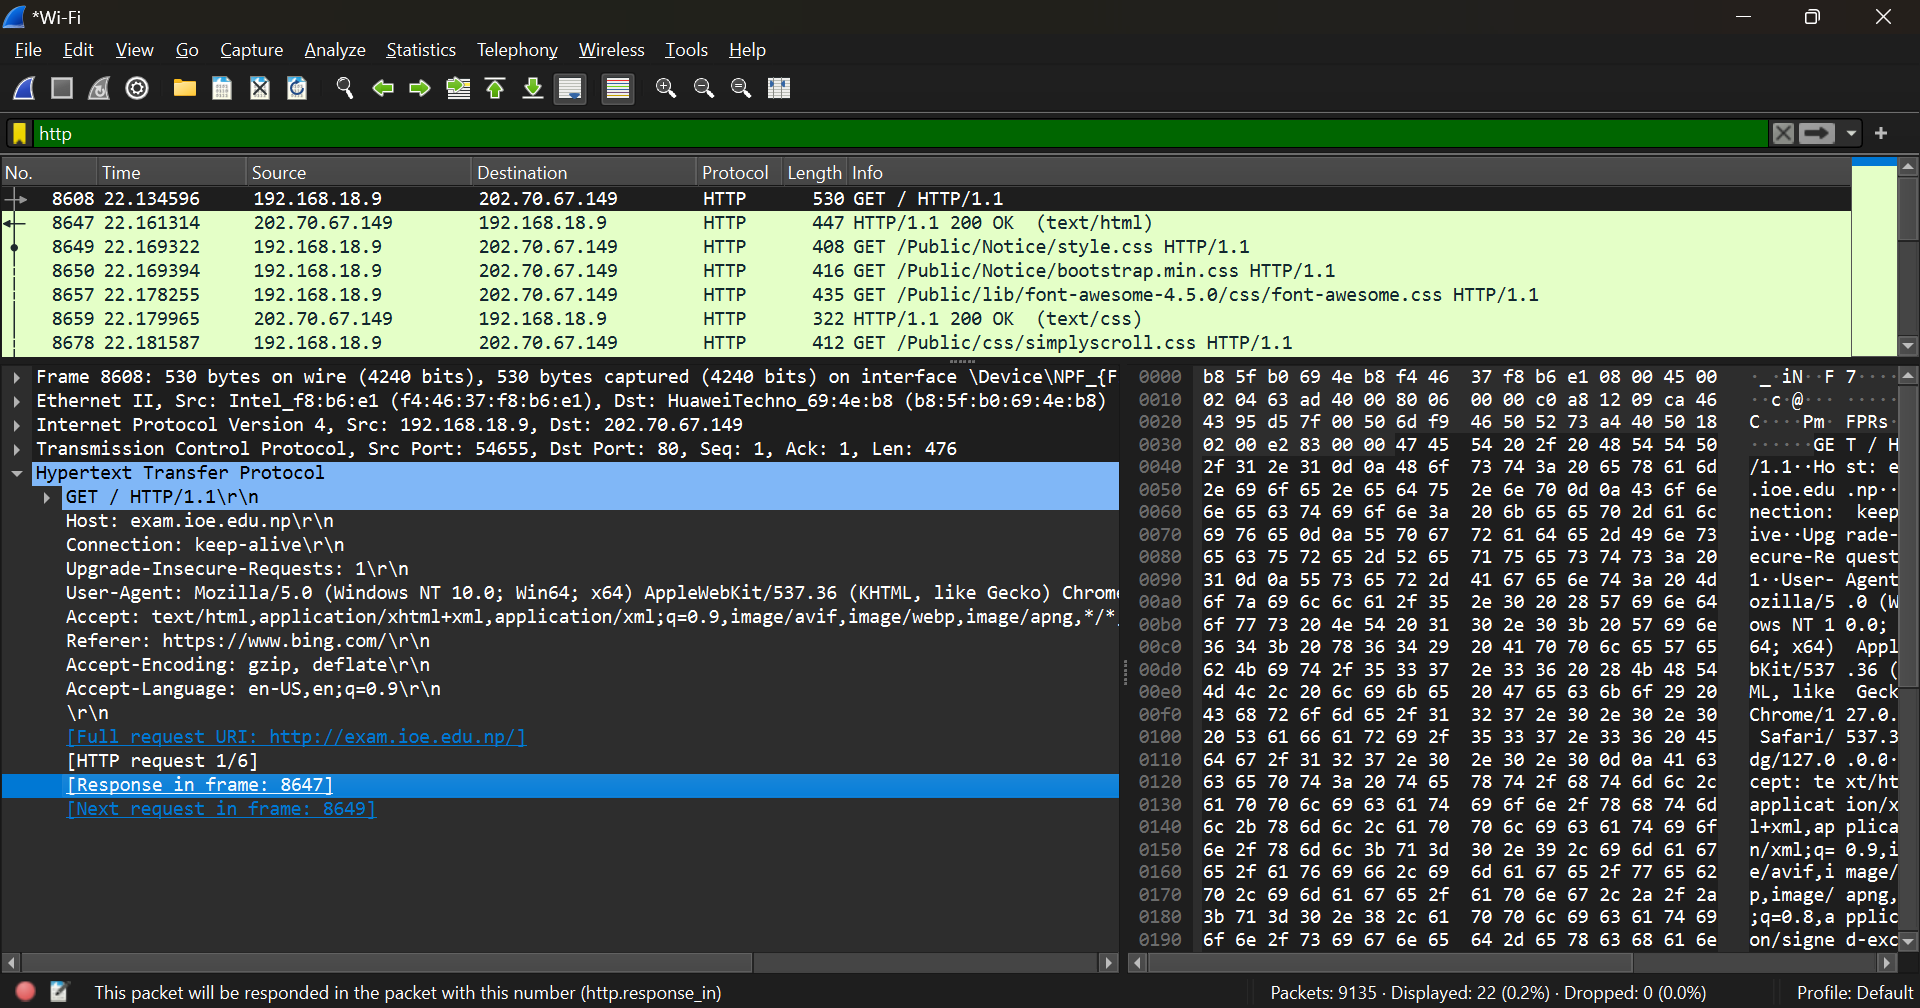 *Wi-Fi
File Edit View Go Capture Analyze Statistics Telephony Wireless Tools Help
http
No. Time Source Destination Protocol Length Info
8608 22.134596 192.168.18.9 202.70.67.149 HTTP 530 GET / HTTP/1.1
8647 22.161314 202.70.67.149 192.168.18.9 HTTP 447 HTTP/1.1 200 OK (text/html)
8649 22.169322 192.168.18.9 202.70.67.149 HTTP 408 GET /Public/Notice/style.css HTTP/1.1
8650 22.169394 192.168.18.9 202.70.67.149 HTTP 416 GET /Public/Notice/bootstrap.min.css HTTP/1.1
8657 22.178255 192.168.18.9 202.70.67.149 HTTP 435 GET /Public/lib/font-awesome-4.5.0/css/font-awesome.css HTTP/1.1
8659 22.179965 202.70.67.149 192.168.18.9 HTTP 322 HTTP/1.1 200 OK (text/css)
8678 22.181587 192.168.18.9 202.70.67.149 HTTP 412 GET /Public/css/simplyscroll.css HTTP/1.1
Frame 8608: 530 bytes on wire (4240 bits), 530 bytes captured (4240 bits) on interface \Device\NPF_{F
Ethernet II, Src: Intel_f8:b6:e1 (f4:46:37:f8:b6:e1), Dst: HuaweiTechno_69:4e:b8 (b8:5f:b0:69:4e:b8)
Internet Protocol Version 4, Src: 192.168.18.9, Dst: 202.70.67.149
Transmission Control Protocol, Src Port: 54655, Dst Port: 80, Seq: 1, Ack: 1, Len: 476
Hypertext Transfer Protocol
GET / HTTP/1.1\r\n
Host: exam.ioe.edu.np\r\n
Connection: keep-alive\r\n
Upgrade-Insecure-Requests: 1\r\n
User-Agent: Mozilla/5.0 (Windows NT 10.0; Win64; x64) AppleWebKit/537.36 (KHTML, like Gecko) Chrome
Accept: text/html,application/xhtml+xml,application/xml;q=0.9,image/avif,image/webp,image/apng,*/*
Referer: https://www.bing.com/\r\n
Accept-Encoding: gzip, deflate\r\n
Accept-Language: en-US,en;q=0.9\r\n
\r\n
[Full request URI: http://exam.ioe.edu.np/]
[HTTP request 1/6]
[Response in frame: 8647]
[Next request in frame: 8649]
0000 b8 5f b0 69 4e b8 f4 46 37 f8 b6 e1 08 00 45 00 ·_·iN··F 7·····
0010 02 04 63 ad 40 00 80 06 00 00 c0 a8 12 09 ca 46 ··c·@··· ·····
0020 43 95 d5 7f 00 50 6d f9 46 50 52 73 a4 40 50 18 C····Pm· FPRs·
0030 02 00 e2 83 00 00 47 45 54 20 2f 20 48 54 54 50 ······GE T / H
0040 2f 31 2e 31 0d 0a 48 6f 73 74 3a 20 65 78 61 6d /1.1··Ho st: e
0050 2e 69 6f 65 2e 65 64 75 2e 6e 70 0d 0a 43 6f 6e .ioe.edu .np··
0060 6e 65 63 74 69 6f 6e 3a 20 6b 65 65 70 2d 61 6c nection: keep
0070 69 76 65 0d 0a 55 70 67 72 61 64 65 2d 49 6e 73 ive··Upg rade-
0080 65 63 75 72 65 2d 52 65 71 75 65 73 74 73 3a 20 ecure-Re quest
0090 31 0d 0a 55 73 65 72 2d 41 67 65 6e 74 3a 20 4d 1··User- Agent
00a0 6f 7a 69 6c 6c 61 2f 35 2e 30 20 28 57 69 6e 64 ozilla/5 .0 (W
00b0 6f 77 73 20 4e 54 20 31 30 2e 30 3b 20 57 69 6e ows NT 1 0.0;
00c0 36 34 3b 20 78 36 34 29 20 41 70 70 6c 65 57 65 64; x64) Appl
00d0 62 4b 69 74 2f 35 33 37 2e 33 36 20 28 4b 48 54 bKit/537 .36 (
00e0 4d 4c 2c 20 6c 69 6b 65 20 47 65 63 6b 6f 29 20 ML, like Geck
00f0 43 68 72 6f 6d 65 2f 31 32 37 2e 30 2e 30 2e 30 Chrome/1 27.0.
0100 20 53 61 66 61 72 69 2f 35 33 37 2e 33 36 20 45 Safari/ 537.3
0110 64 67 2f 31 32 37 2e 30 2e 30 2e 30 0d 0a 41 63 dg/127.0 .0.0·
0120 63 65 70 74 3a 20 74 65 78 74 2f 68 74 6d 6c 2c cept: te xt/ht
0130 61 70 70 6c 69 63 61 74 69 6f 6e 2f 78 68 74 6d applicat ion/x
0140 6c 2b 78 6d 6c 2c 61 70 70 6c 69 63 61 74 69 6f l+xml,ap plica
0150 6e 2f 78 6d 6c 3b 71 3d 30 2e 39 2c 69 6d 61 67 n/xml;q= 0.9,i
0160 65 2f 61 76 69 66 2c 69 6d 61 67 65 2f 77 65 62 e/avif,i mage/
0170 70 2c 69 6d 61 67 65 2f 61 70 6e 67 2c 2a 2f 2a p,image/ apng,
0180 3b 71 3d 30 2e 38 2c 61 70 70 6c 69 63 61 74 69 ;q=0.8,a pplic
0190 6f 6e 2f 73 69 67 6e 65 64 2d 65 78 63 68 61 6e on/signe d-exc
This packet will be responded in the packet with this number (http.response_in)
Packets: 9135 · Displayed: 22 (0.2%) · Dropped: 0 (0.0%)
Profile: Default